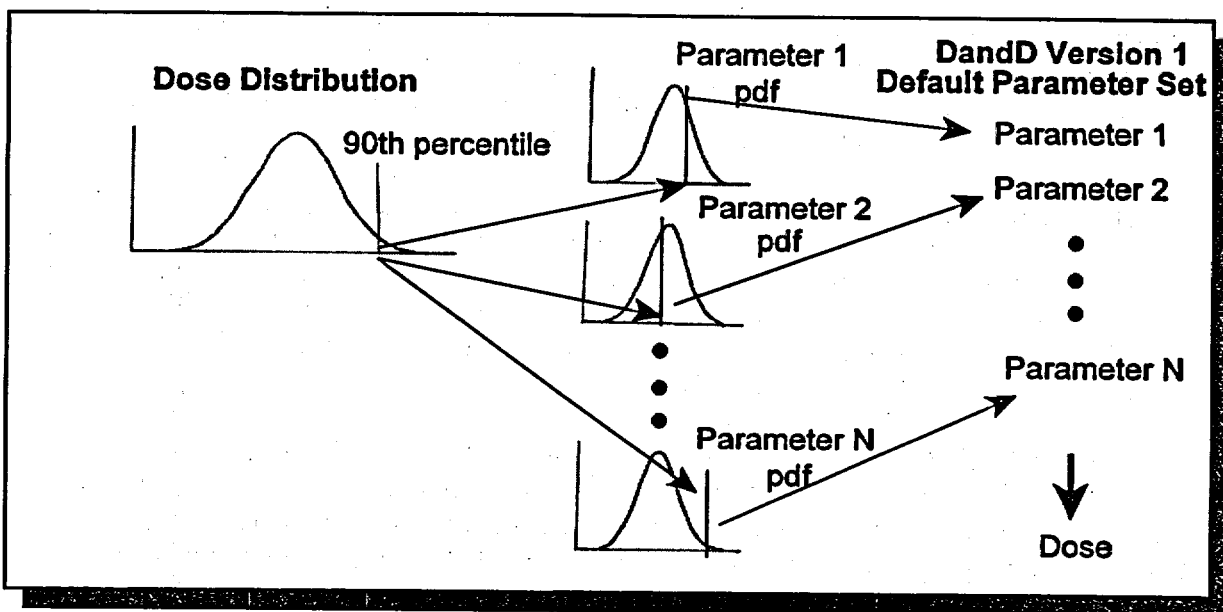 Dose Distribution
90th percentile
Parameter 1
pdf
Parameter 2
pdf
Parameter N
pdf
DandD Version 1
Default Parameter Set
Parameter 1
Parameter 2
Parameter N
Dose